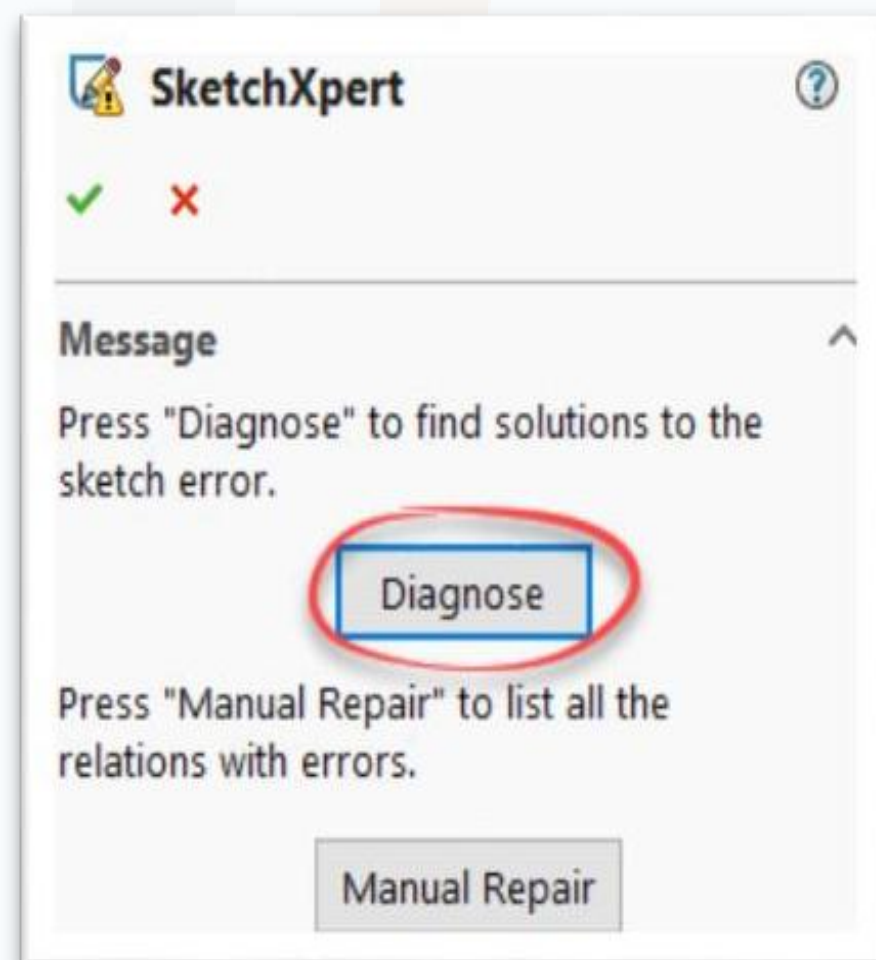 SketchXpert
Message
Press "Diagnose" to find solutions to the
sketch error.
Diagnose
Press "Manual Repair" to list all the
relations with errors.
Manual Repair